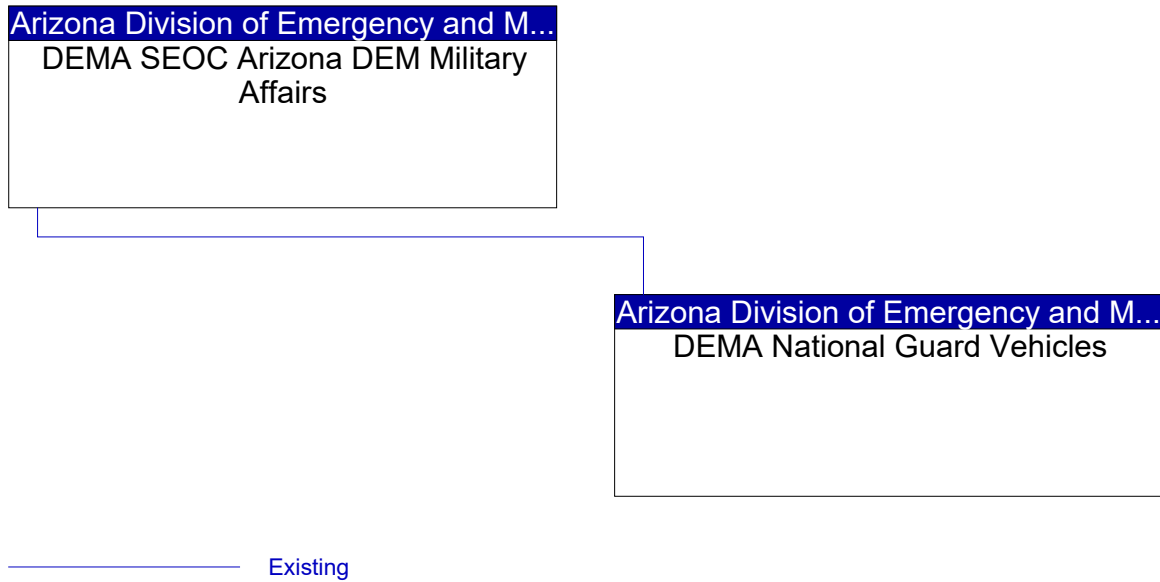 Arizona Division of Emergency and M...
DEMA SEOC Arizona DEM Military
Affairs
Arizona Division of Emergency and M...
DEMA National Guard Vehicles
Existing